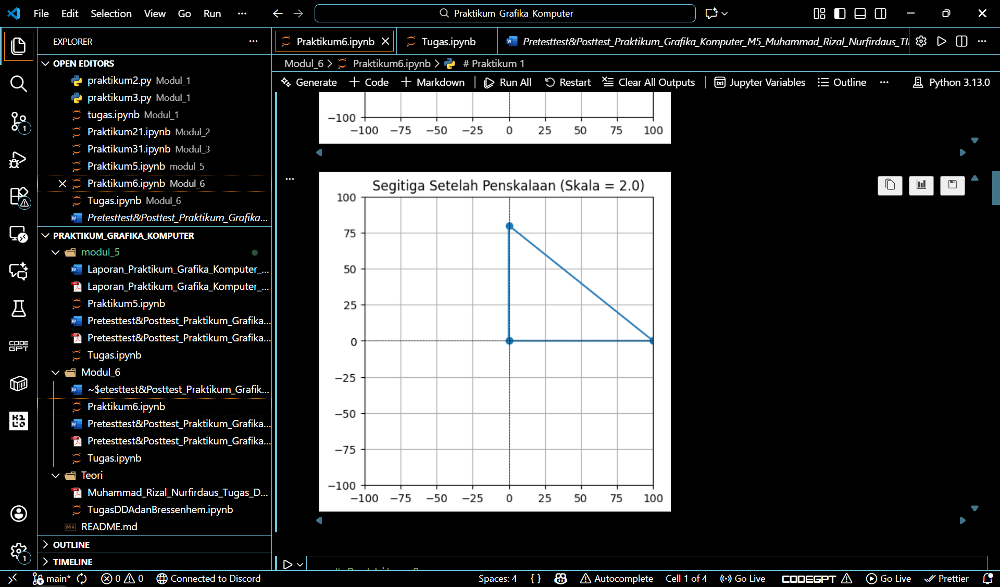 File Edit Selection View Go Run ...
Praktikum_Grafika_Komputer
EXPLORER
OPEN EDITORS
praktikum2.py Modul_1
praktikum3.py Modul_1
tugas.ipynb Modul_1
Praktikum21.ipynb Modul_2
Praktikum31.ipynb Modul_3
Praktikum5.ipynb modul_5
Praktikum6.ipynb Modul_6
Tugas.ipynb Modul_6
Pretesttest&Posttest_Praktikum_Grafika...
PRAKTIKUM_GRAFIKA_KOMPUTER
modul_5
Laporan_Praktikum_Grafika_Komputer_...
Laporan_Praktikum_Grafika_Komputer_...
Praktikum5.ipynb
Pretesttest&Posttest_Praktikum_Grafika...
Pretesttest&Posttest_Praktikum_Grafika...
Tugas.ipynb
Modul_6
~$etesttest&Posttest_Praktikum_Grafik...
Praktikum6.ipynb
Pretesttest&Posttest_Praktikum_Grafika...
Pretesttest&Posttest_Praktikum_Grafika...
Tugas.ipynb
Teori
Muhammad_Rizal_Nurfirdaus_Tugas_D...
TugasDDAdanBressenhem.ipynb
README.md
OUTLINE
TIMELINE
Praktikum6.ipynb Tugas.ipynb Pretesttest&Posttest_Praktikum_Grafika_Komputer_M5_Muhammad_Rizal_Nurfirdaus_TI
Modul_6 > Praktikum6.ipynb > # Praktikum 1
Generate + Code + Markdown Run All Restart Clear All Outputs Jupyter Variables Outline ... Python 3.13.0
−100
−100 −75 −50 −25 0 25 50 75 100
Segitiga Setelah Penskalaan (Skala = 2.0)
100
75
50
25
0
−25
−50
−75
−100
−100 −75 −50 −25 0 25 50 75 100
main* 0 0 Connected to Discord Spaces: 4 { } Autocomplete Cell 1 of 4 Go Live CODEGPT Go Live Prettier
CODE
GPT
1
1